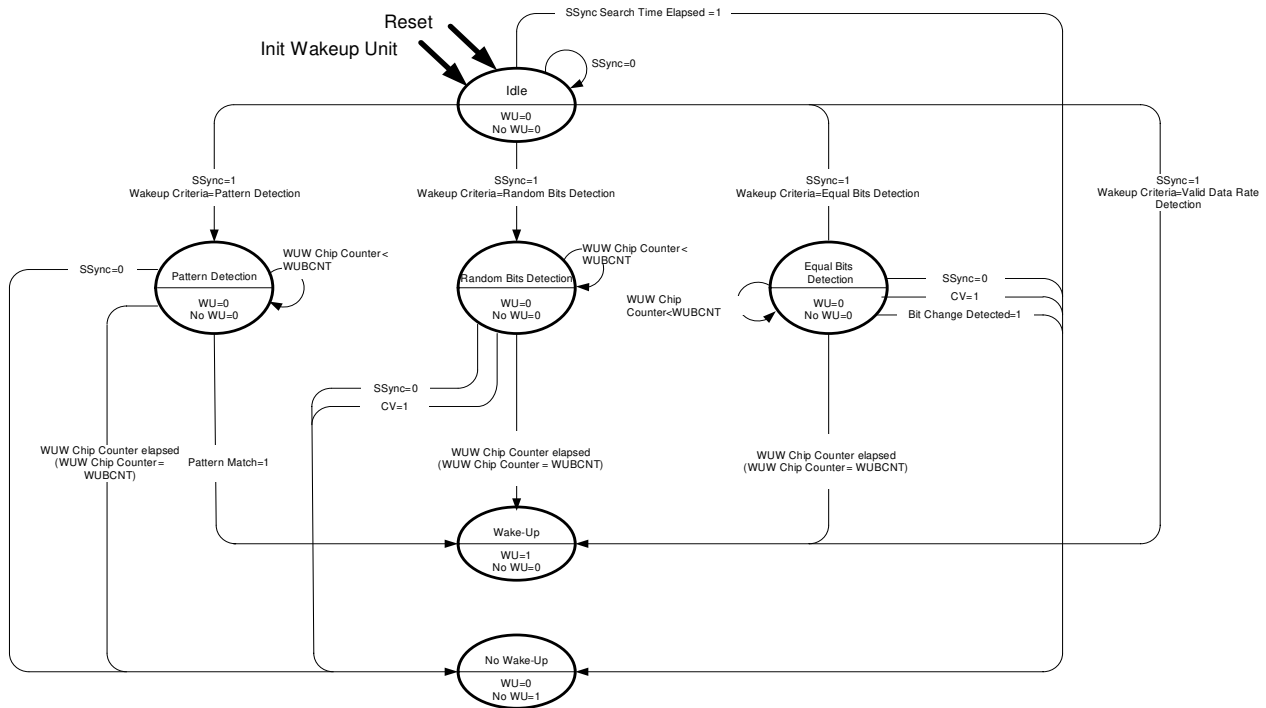 SSync Search Time Elapsed =1
Reset
Init Wakeup Unit
SSync=0
Idle
WU=0
No WU=0
SSync=1
Wakeup Criteria=Pattern Detection
SSync=1
Wakeup Criteria=Random Bits Detection
SSync=1
Wakeup Criteria=Equal Bits Detection
SSync=1
Wakeup Criteria=Valid Data Rate
Detection
SSync=0
Pattern Detection
WU=0
No WU=0
WUW Chip Counter<
WUBCNT
Random Bits Detection
WU=0
No WU=0
WUW Chip Counter<
WUBCNT
WUW Chip
Counter<WUBCNT
Equal Bits
Detection
WU=0
No WU=0
SSync=0
CV=1
Bit Change Detected=1
SSync=0
CV=1
WUW Chip Counter elapsed
(WUW Chip Counter=
WUBCNT)
Pattern Match=1
WUW Chip Counter elapsed
(WUW Chip Counter = WUBCNT)
WUW Chip Counter elapsed
(WUW Chip Counter = WUBCNT)
Wake-Up
WU=1
No WU=0
No Wake-Up
WU=0
No WU=1